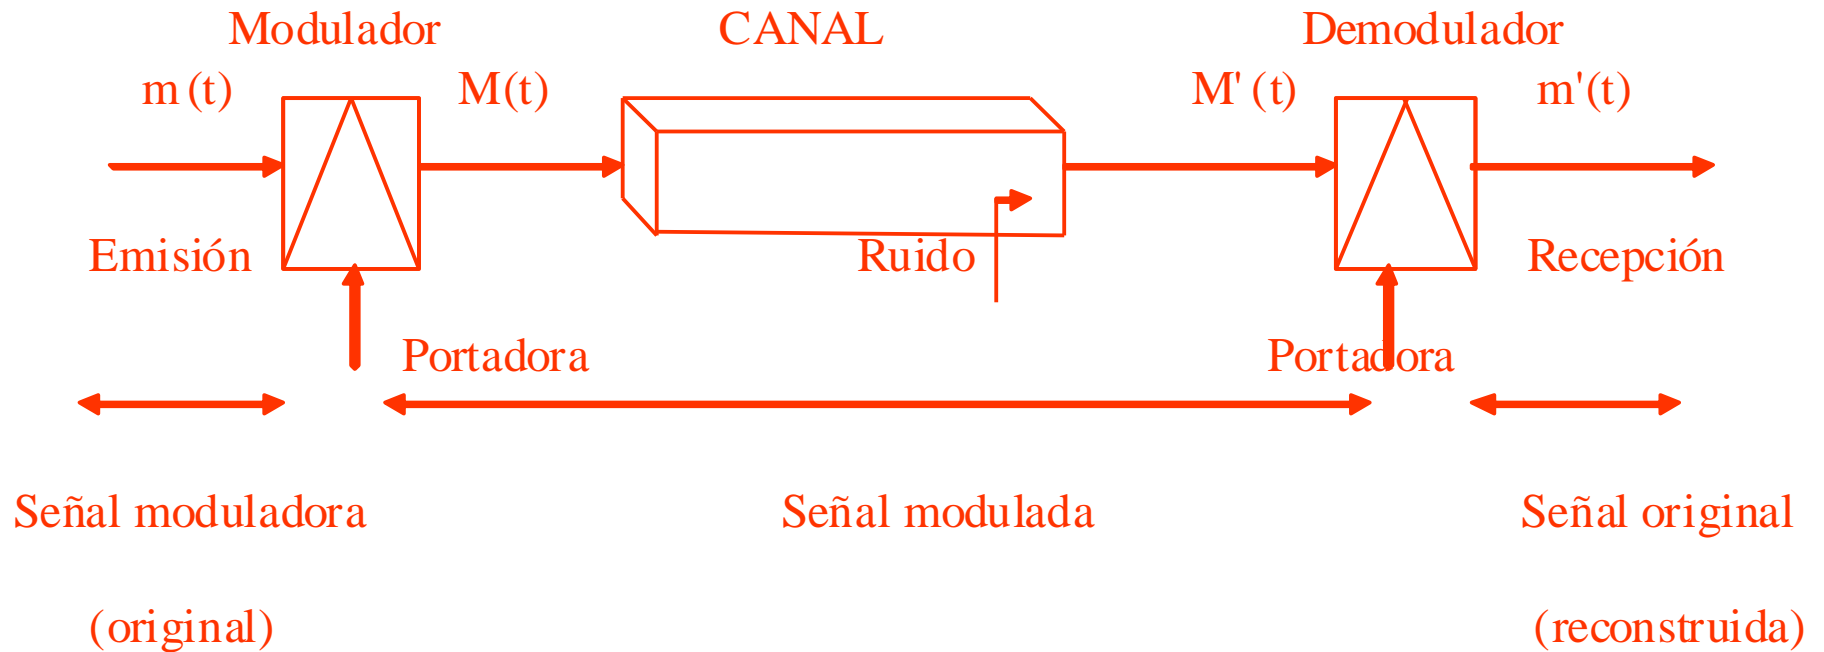 Modulador
CANAL
Demodulador
m(t)
M(t)
M'(t)
m'(t)
Emisión
Ruido
Recepción
Portadora
Portadora
Señal moduladora
Señal modulada
Señal original
(original)
(reconstruida)